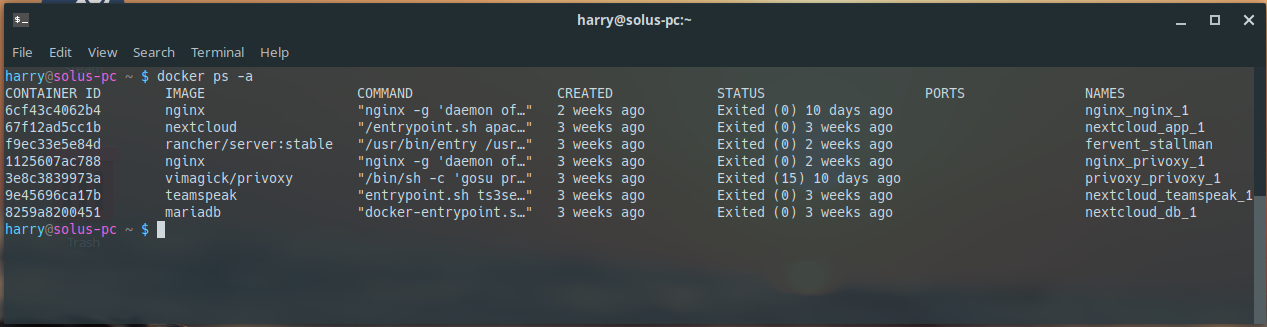 harry@solus-pc:~
File Edit View Search Terminal Help
harry@solus-pc ~ $ docker ps -a
CONTAINER ID IMAGE COMMAND CREATED STATUS PORTS NAMES
6cf43c4062b4 nginx "nginx -g 'daemon of…" 2 weeks ago Exited (0) 10 days ago nginx_nginx_1
67f12ad5cc1b nextcloud "/entrypoint.sh apac…" 3 weeks ago Exited (0) 3 weeks ago nextcloud_app_1
f9ec33e5e84d rancher/server:stable "/usr/bin/entry /usr…" 3 weeks ago Exited (0) 2 weeks ago fervent_stallman
1125607ac788 nginx "nginx -g 'daemon of…" 3 weeks ago Exited (0) 2 weeks ago nginx_privoxy_1
3e8c3839973a vimagick/privoxy "/bin/sh -c 'gosu pr…" 3 weeks ago Exited (15) 10 days ago privoxy_privoxy_1
9e45696ca17b teamspeak "entrypoint.sh ts3se…" 3 weeks ago Exited (0) 3 weeks ago nextcloud_teamspeak_1
8259a8200451 mariadb "docker-entrypoint.s…" 3 weeks ago Exited (0) 3 weeks ago nextcloud_db_1
harry@solus-pc ~ $
Trash